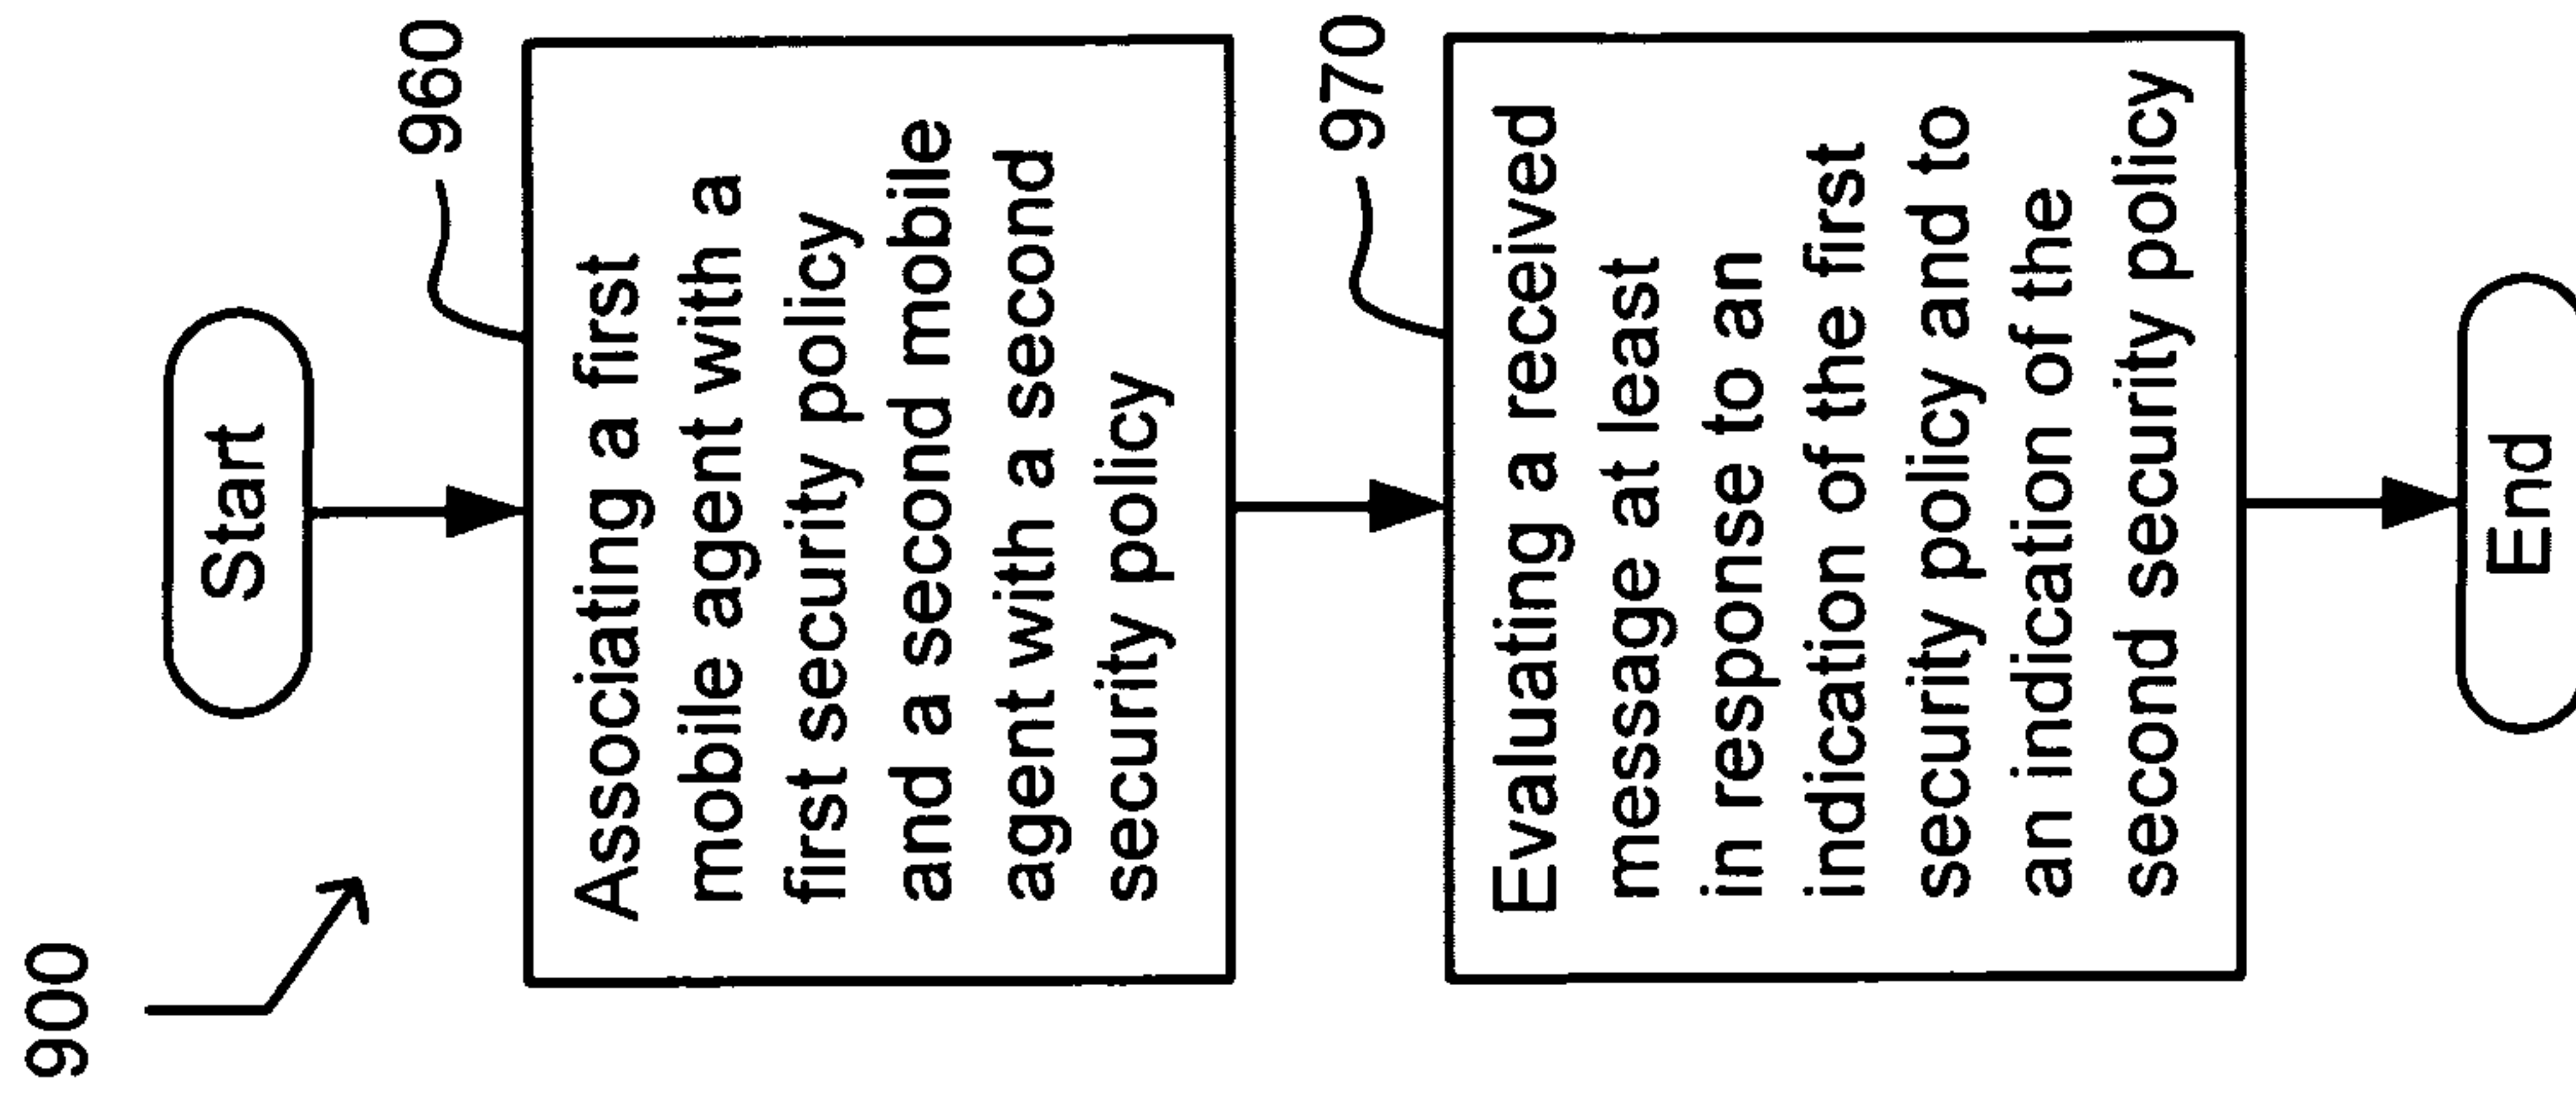 900
Start
960
Associating a first
mobile agent with a
first security policy
and a second mobile
agent with a second
security policy
970
Evaluating a received
message at least
in response to an
indication of the first
security policy and to
an indication of the
second security policy
End